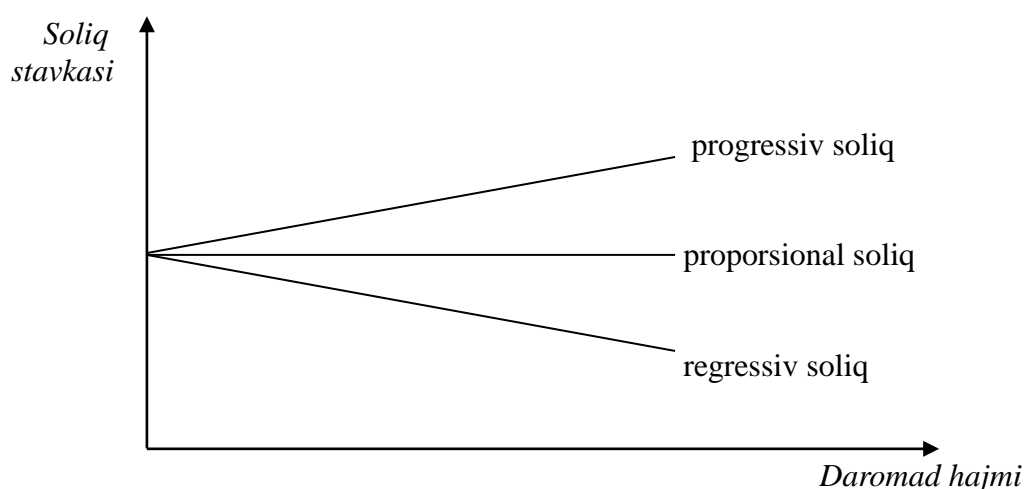 Soliq
stavkasi
progressiv soliq
proporsional soliq
regressiv soliq
Daromad hajmi